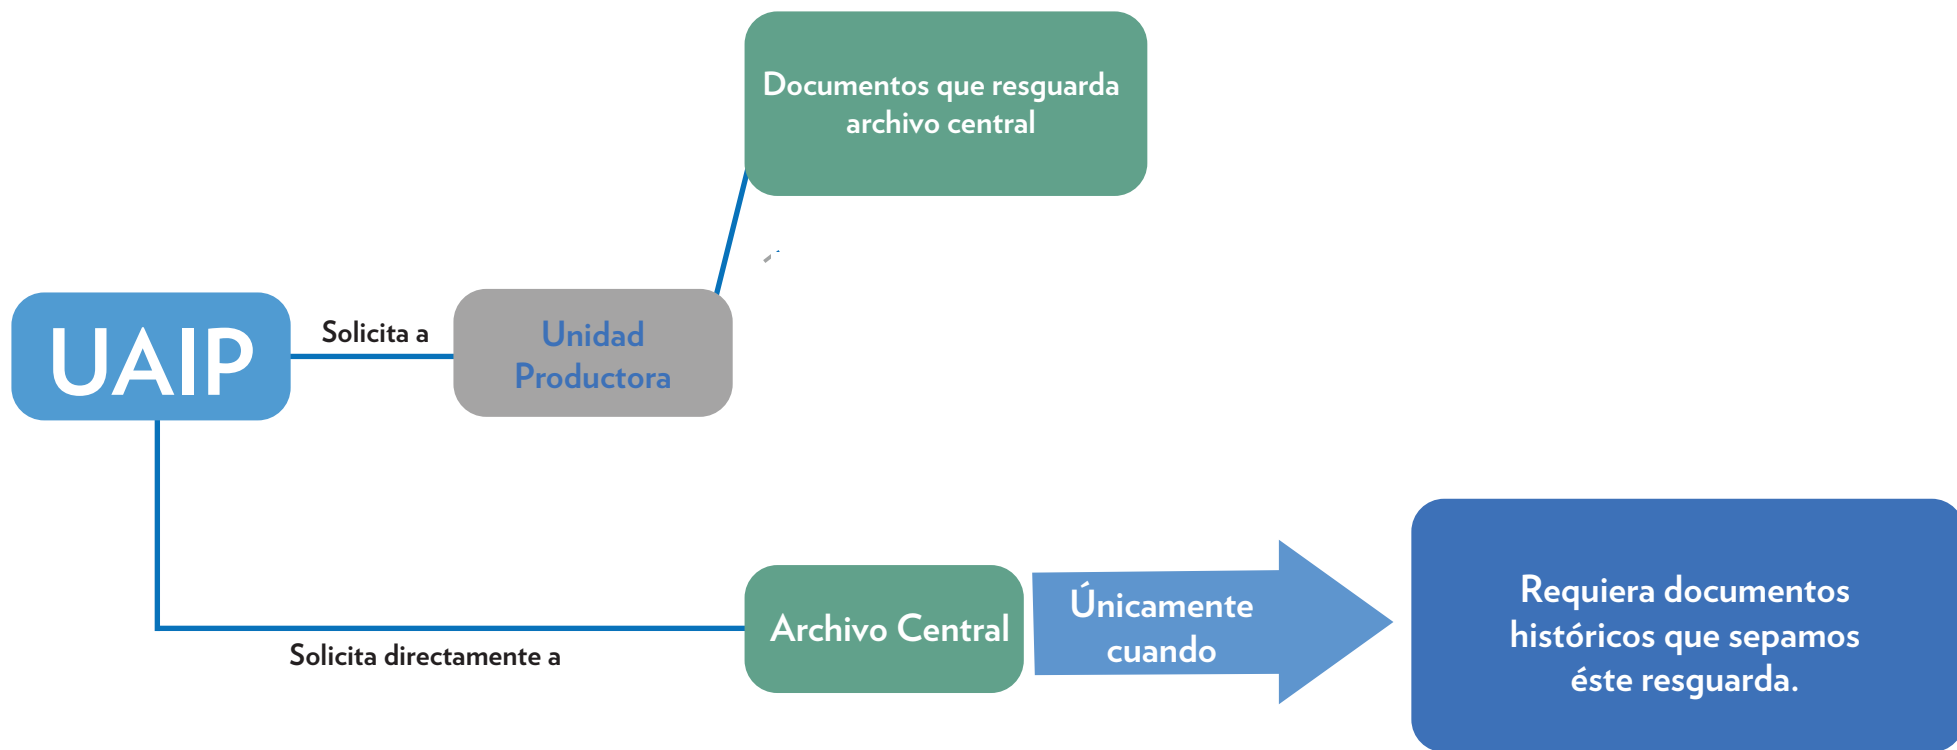 Documentos que resguarda
archivo central
UAIP
Solicita a
Unidad
Productora
Solicita directamente a
Archivo Central
Únicamente
cuando
Requiera documentos
históricos que sepamos
éste resguarda.